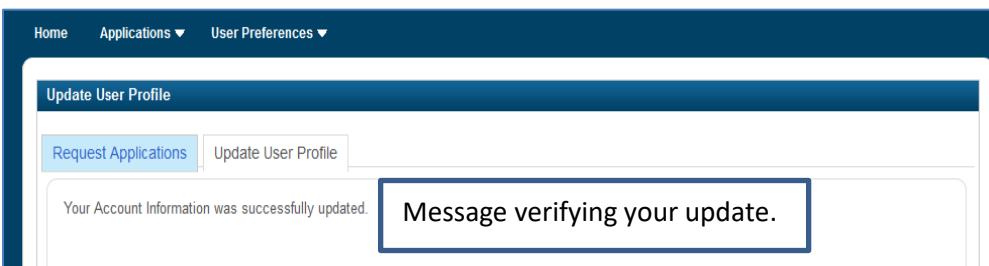 Home Applications ▼ User Preferences ▼
Update User Profile
Request Applications Update User Profile
Your Account Information was successfully updated.
Message verifying your update.